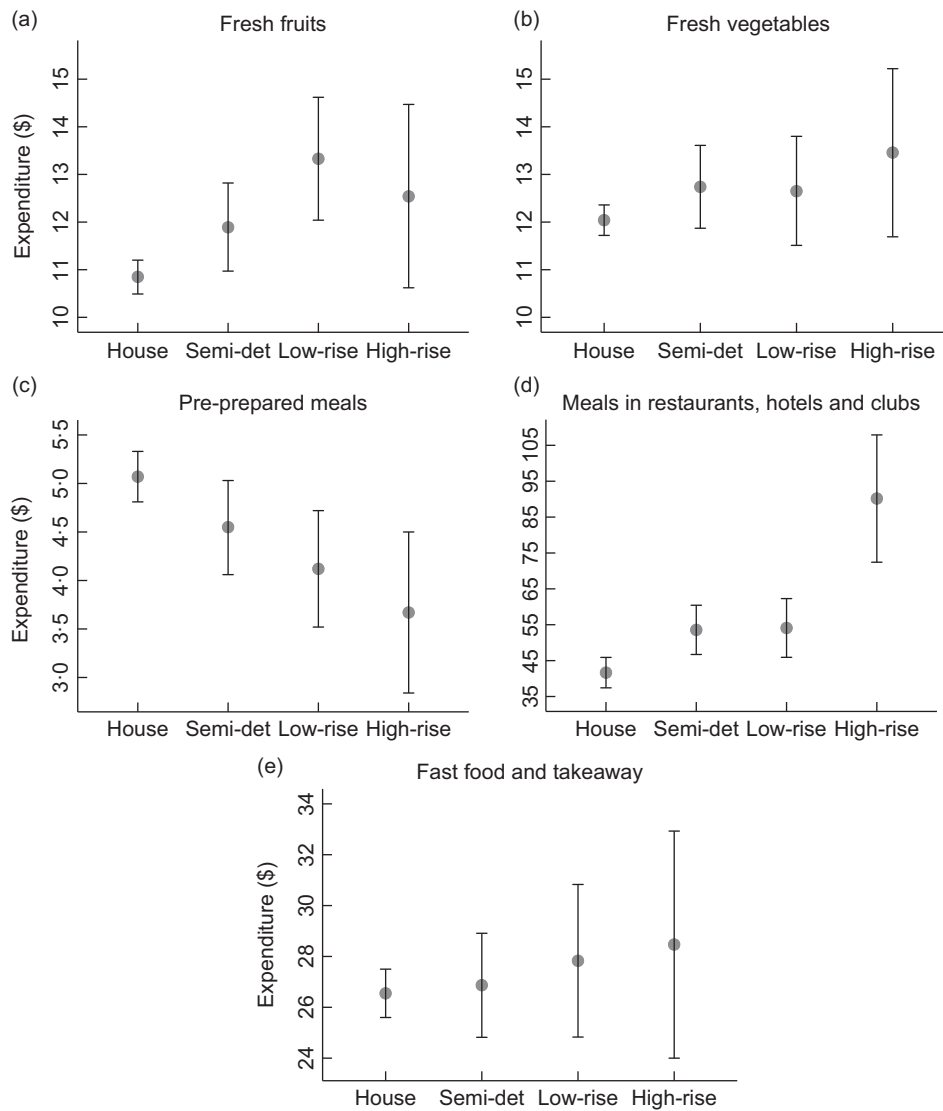 (a)
Fresh fruits
Expenditure ($)
15
14
13
12
11
10
House Semi-det Low-rise High-rise
(b)
Fresh vegetables
15
14
13
12
11
10
House Semi-det Low-rise High-rise
(c)
Pre-prepared meals
Expenditure ($)
5·5
5·0
4·5
4·0
3·5
3·0
House Semi-det Low-rise High-rise
(d)
Meals in restaurants, hotels and clubs
105
95
85
75
65
55
45
35
House Semi-det Low-rise High-rise
(e)
Fast food and takeaway
Expenditure ($)
34
32
30
28
26
24
House Semi-det Low-rise High-rise